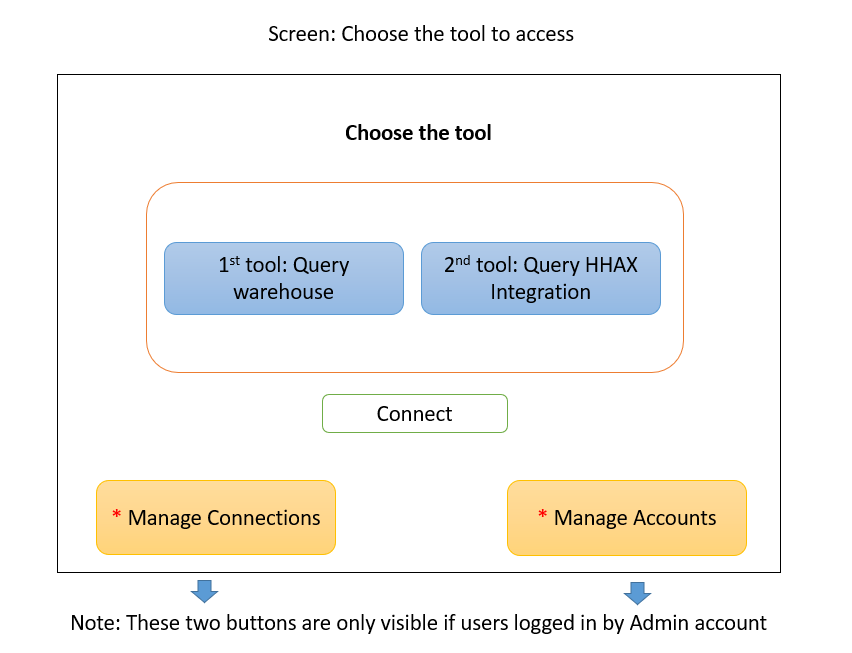 Screen: Choose the tool to access
Choose the tool
1st tool: Query
warehouse
2nd tool: Query HHAX
Integration
Connect
* Manage Connections
* Manage Accounts
Note: These two buttons are only visible if users logged in by Admin account